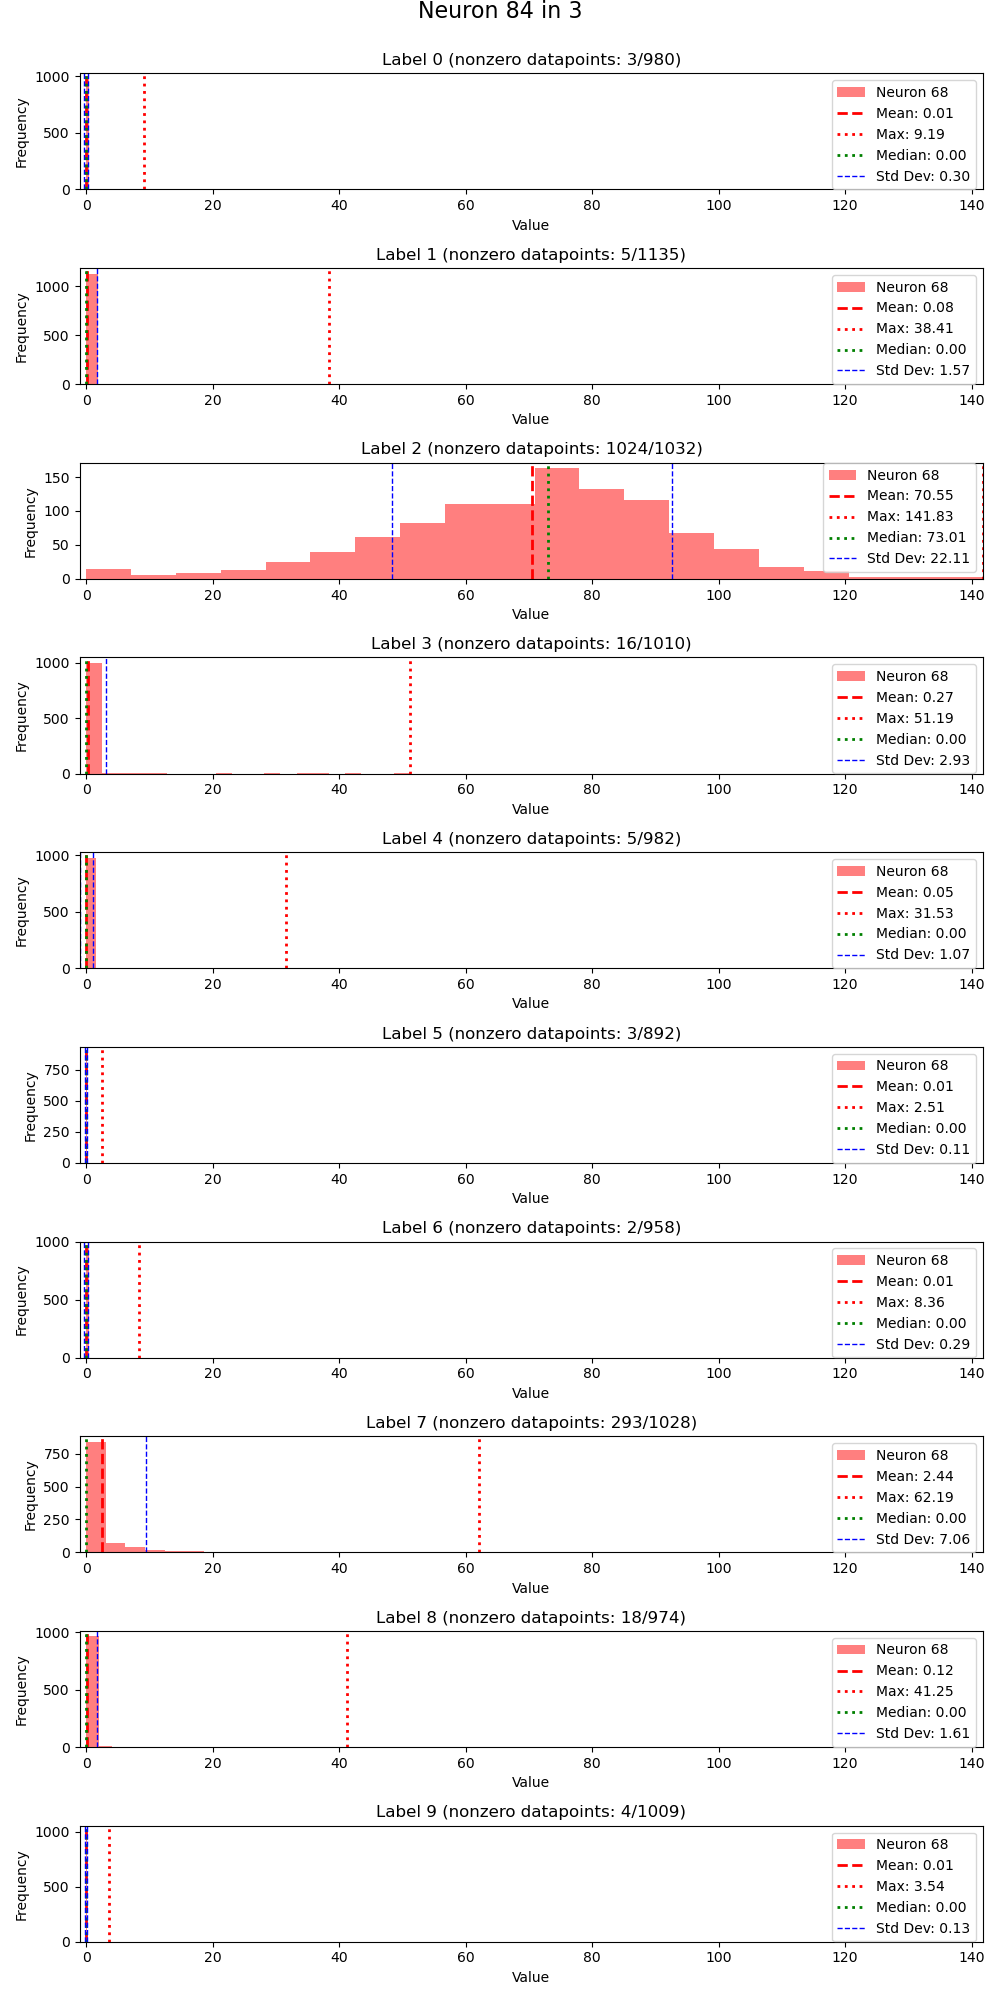 Neuron 84 in 3
Label 0 (nonzero datapoints: 3/980)
Frequency
1000
500
0
Neuron 68
Mean: 0.01
Max: 9.19
Median: 0.00
Std Dev: 0.30
0 20 40 60 80 100 120 140
Value
Label 1 (nonzero datapoints: 5/1135)
Frequency
1000
500
0
Neuron 68
Mean: 0.08
Max: 38.41
Median: 0.00
Std Dev: 1.57
0 20 40 60 80 100 120 140
Value
Label 2 (nonzero datapoints: 1024/1032)
Frequency
150
100
50
0
Neuron 68
Mean: 70.55
Max: 141.83
Median: 73.01
Std Dev: 22.11
0 20 40 60 80 100 120 140
Value
Label 3 (nonzero datapoints: 16/1010)
Frequency
1000
500
0
Neuron 68
Mean: 0.27
Max: 51.19
Median: 0.00
Std Dev: 2.93
0 20 40 60 80 100 120 140
Value
Label 4 (nonzero datapoints: 5/982)
Frequency
1000
500
0
Neuron 68
Mean: 0.05
Max: 31.53
Median: 0.00
Std Dev: 1.07
0 20 40 60 80 100 120 140
Value
Label 5 (nonzero datapoints: 3/892)
Frequency
750
500
250
0
Neuron 68
Mean: 0.01
Max: 2.51
Median: 0.00
Std Dev: 0.11
0 20 40 60 80 100 120 140
Value
Label 6 (nonzero datapoints: 2/958)
Frequency
1000
500
0
Neuron 68
Mean: 0.01
Max: 8.36
Median: 0.00
Std Dev: 0.29
0 20 40 60 80 100 120 140
Value
Label 7 (nonzero datapoints: 293/1028)
Frequency
750
500
250
0
Neuron 68
Mean: 2.44
Max: 62.19
Median: 0.00
Std Dev: 7.06
0 20 40 60 80 100 120 140
Value
Label 8 (nonzero datapoints: 18/974)
Frequency
1000
500
0
Neuron 68
Mean: 0.12
Max: 41.25
Median: 0.00
Std Dev: 1.61
0 20 40 60 80 100 120 140
Value
Label 9 (nonzero datapoints: 4/1009)
Frequency
1000
500
0
Neuron 68
Mean: 0.01
Max: 3.54
Median: 0.00
Std Dev: 0.13
0 20 40 60 80 100 120 140
Value